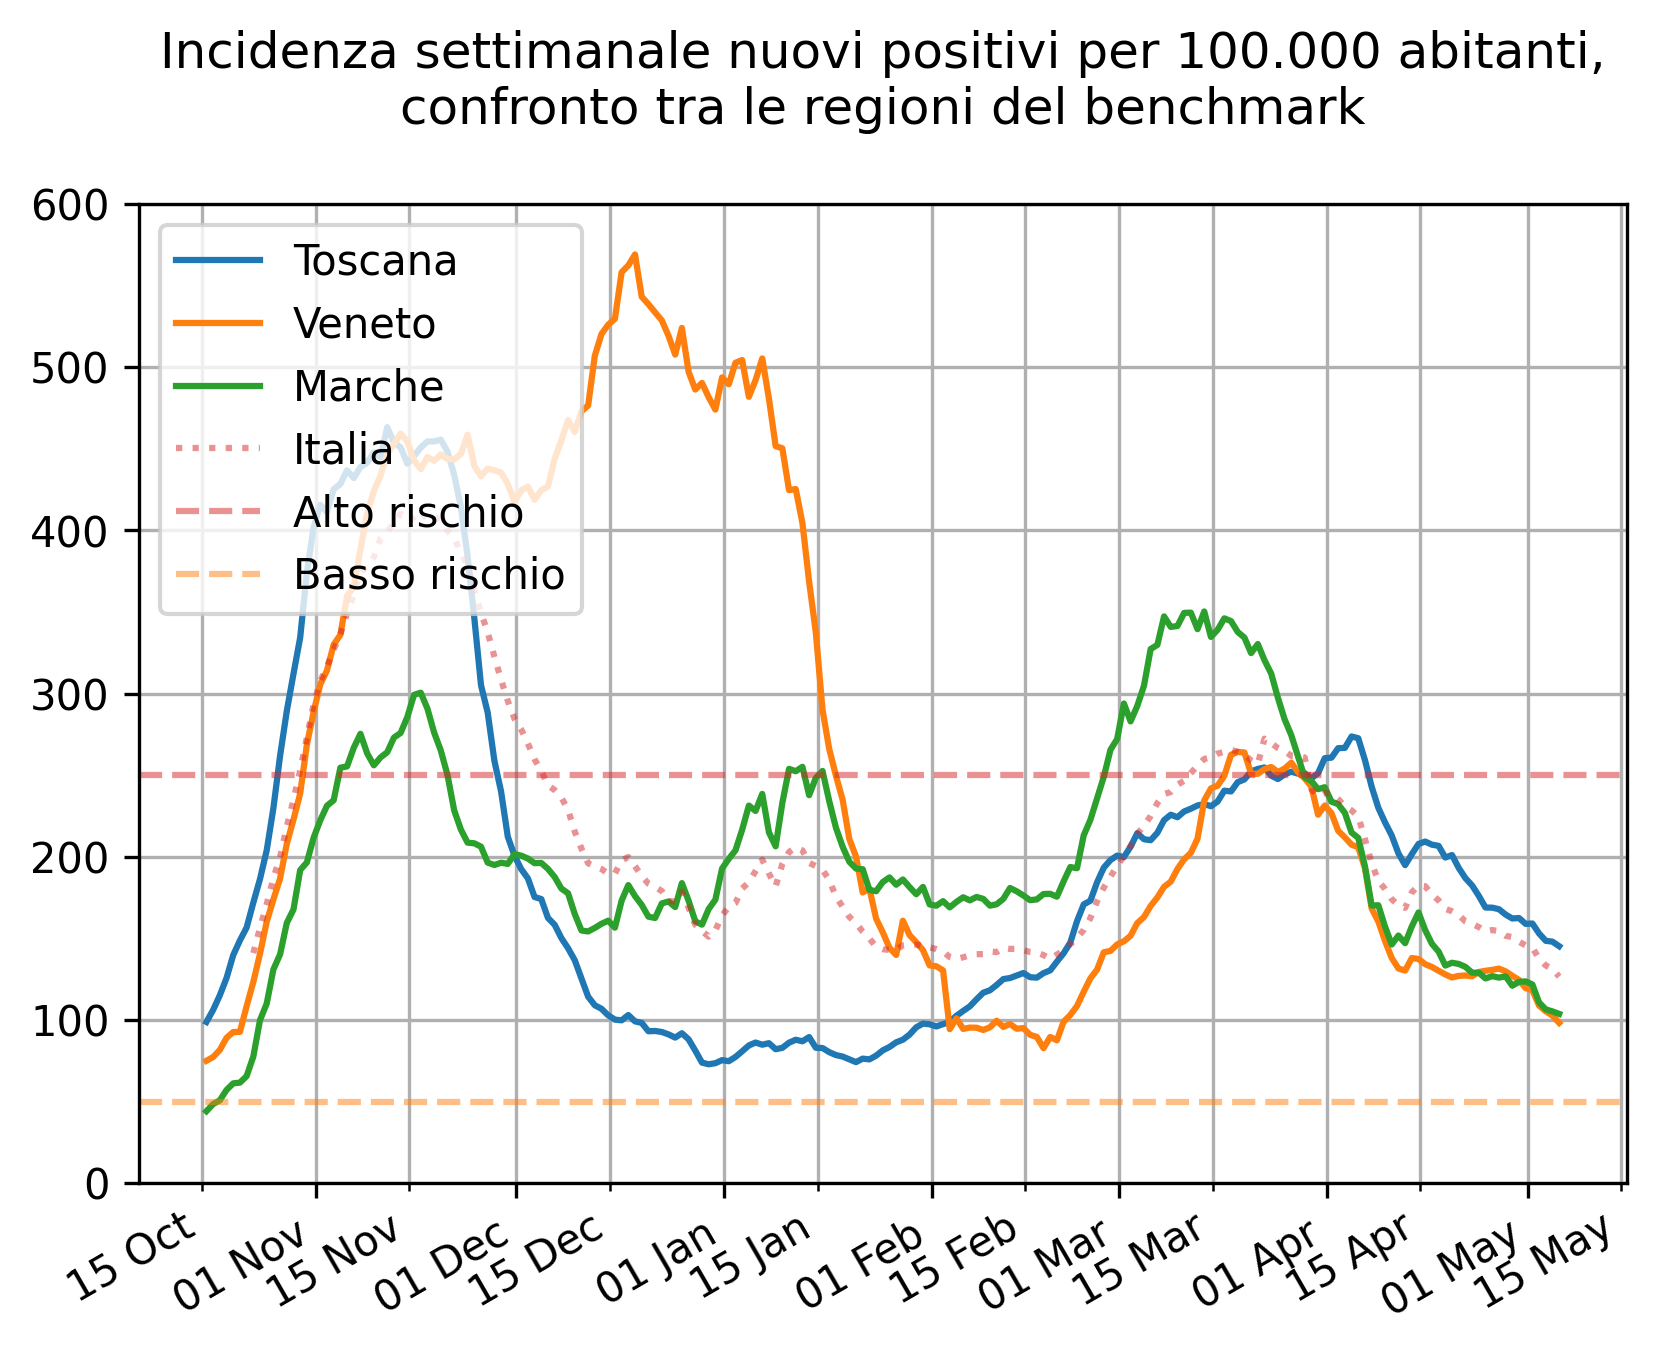 Incidenza settimanale nuovi positivi per 100.000 abitanti,
confronto tra le regioni del benchmark
600
500
400
300
200
100
0
Toscana
Veneto
Marche
Italia
Alto rischio
Basso rischio
15 Oct
01 Nov
15 Nov
01 Dec
15 Dec
01 Jan
15 Jan
01 Feb
15 Feb
01 Mar
15 Mar
01 Apr
15 Apr
01 May
15 May